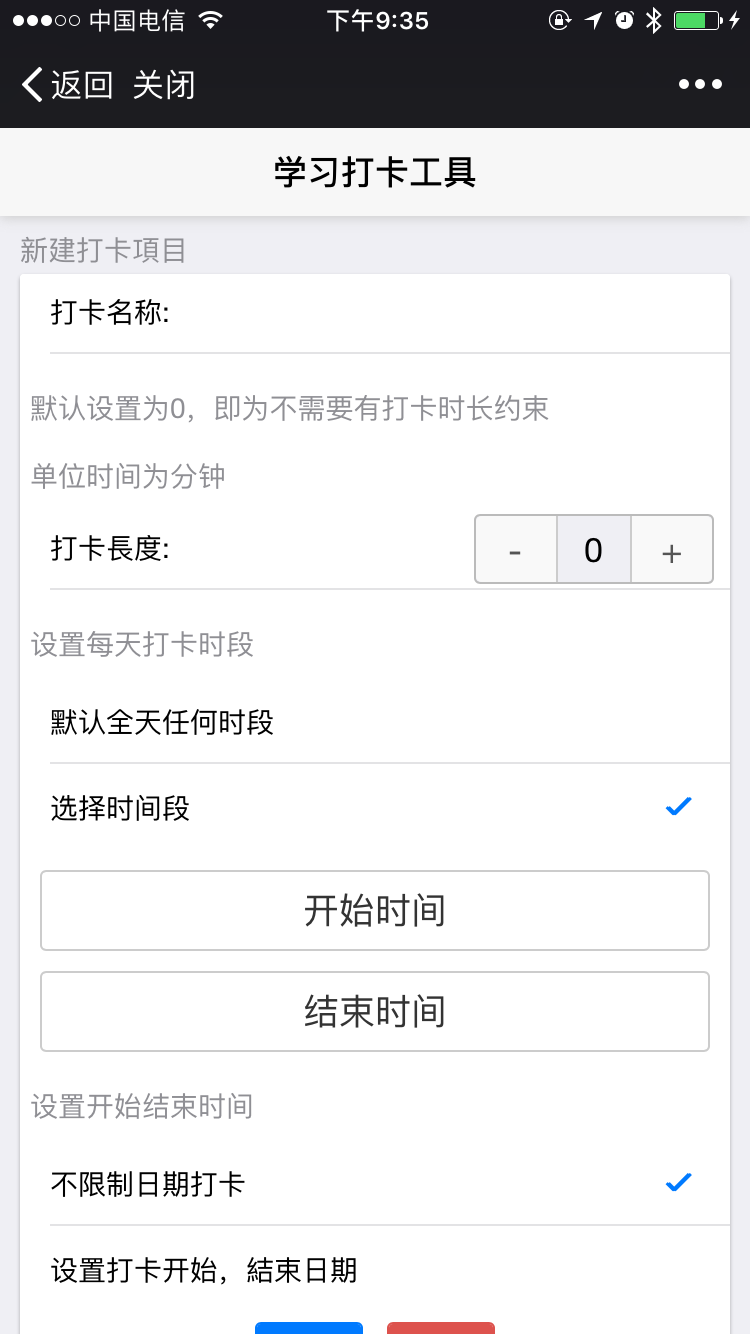 中国电信 下午9:35
返回 关闭
学习打卡工具
新建打卡項目
打卡名称:
默认设置为0，即为不需要有打卡时长约束
单位时间为分钟
打卡長度: - 0 +
设置每天打卡时段
默认全天任何时段
选择时间段
开始时间
结束时间
设置开始结束时间
不限制日期打卡
设置打卡开始，結束日期